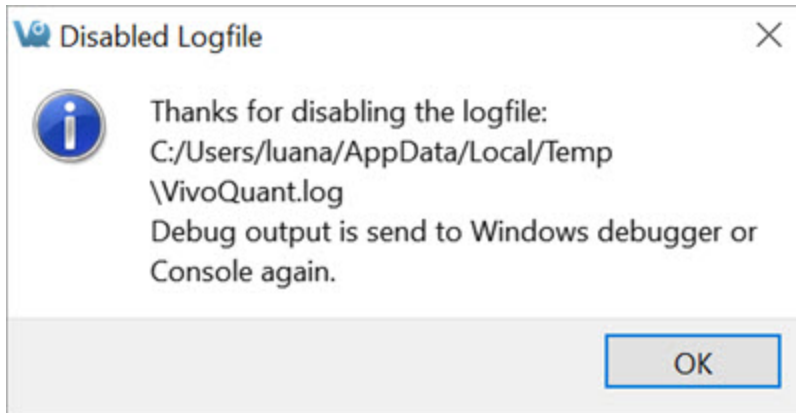 Disabled Logfile
Thanks for disabling the logfile:
C:/Users/luana/AppData/Local/Temp
\VivoQuant.log
Debug output is send to Windows debugger or
Console again.
OK